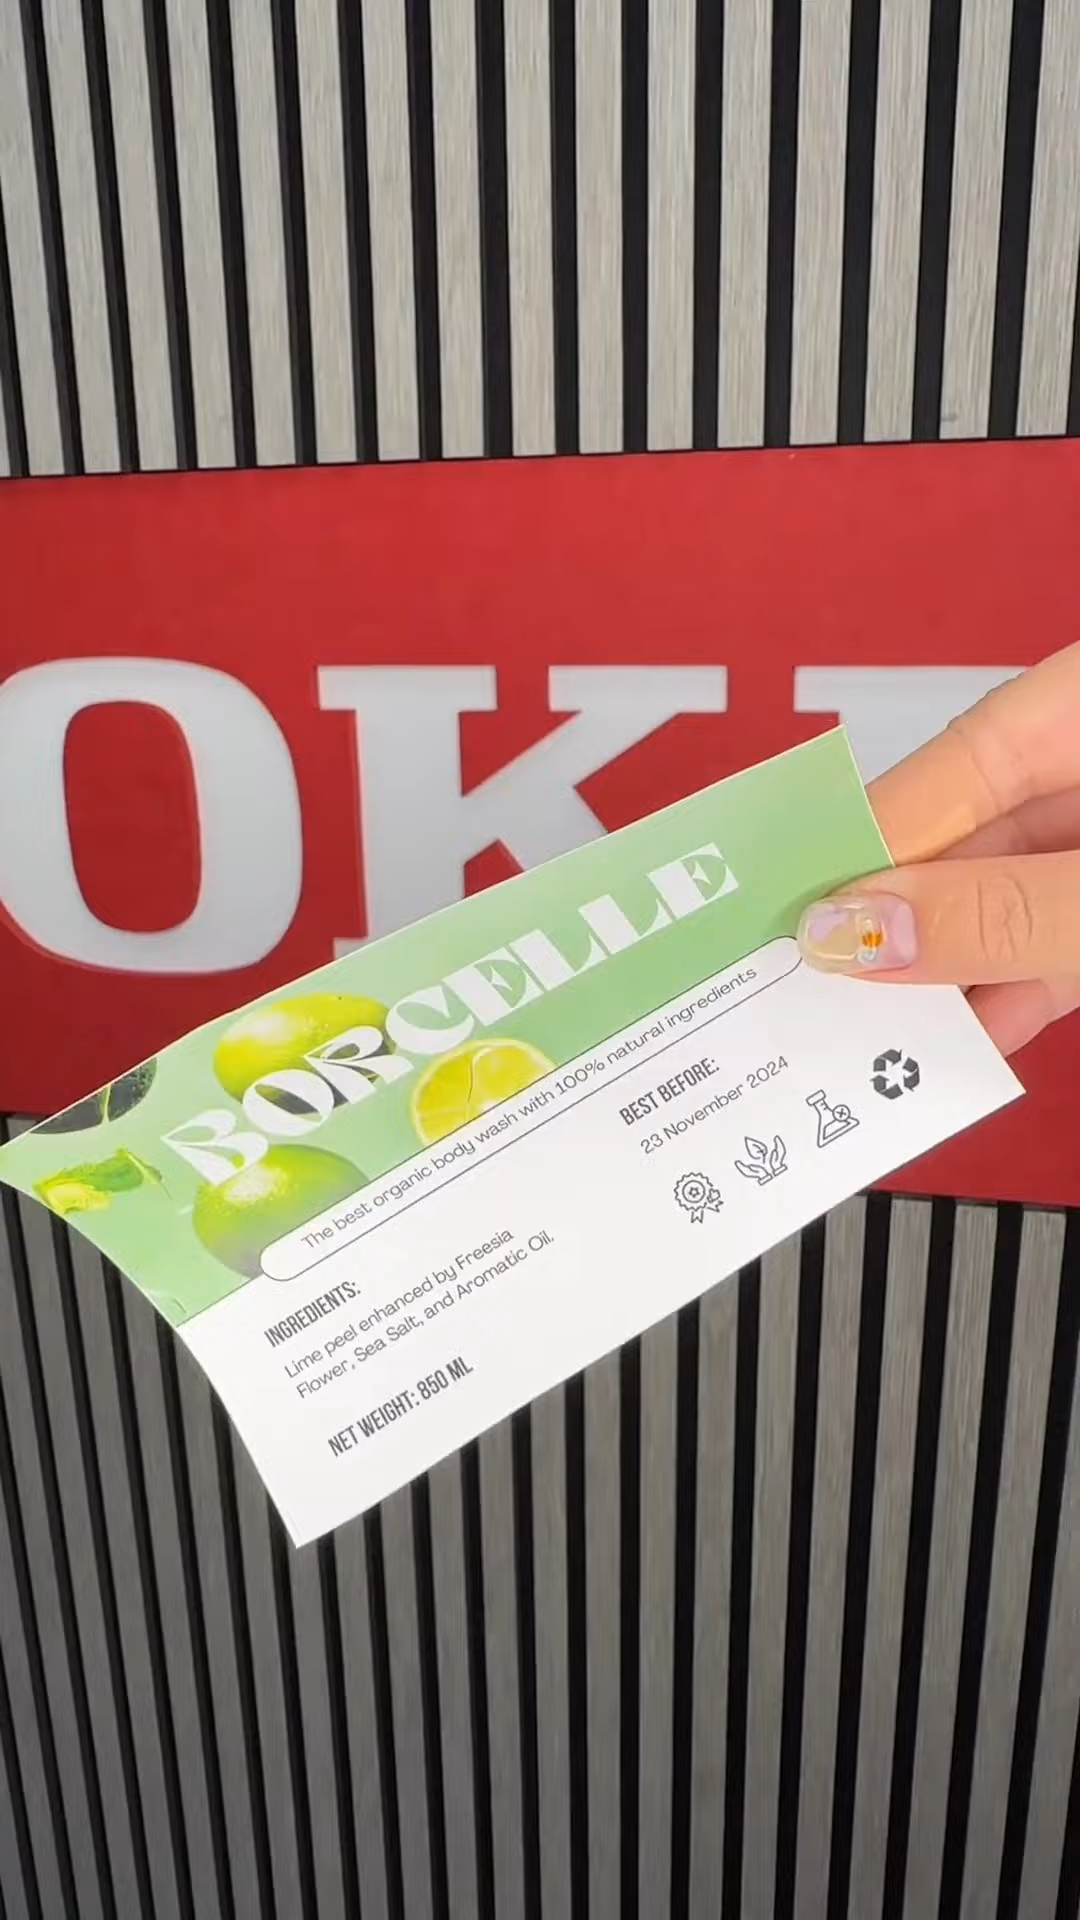 OK
BORCELLE
The best organic body wash with 100% natural ingredients
INGREDIENTS:
Lime peel enhanced by Freesia
Flower, Sea Salt, and Aromatic Oil.
NET WEIGHT: 850 ML
BEST BEFORE:
23 November 2024